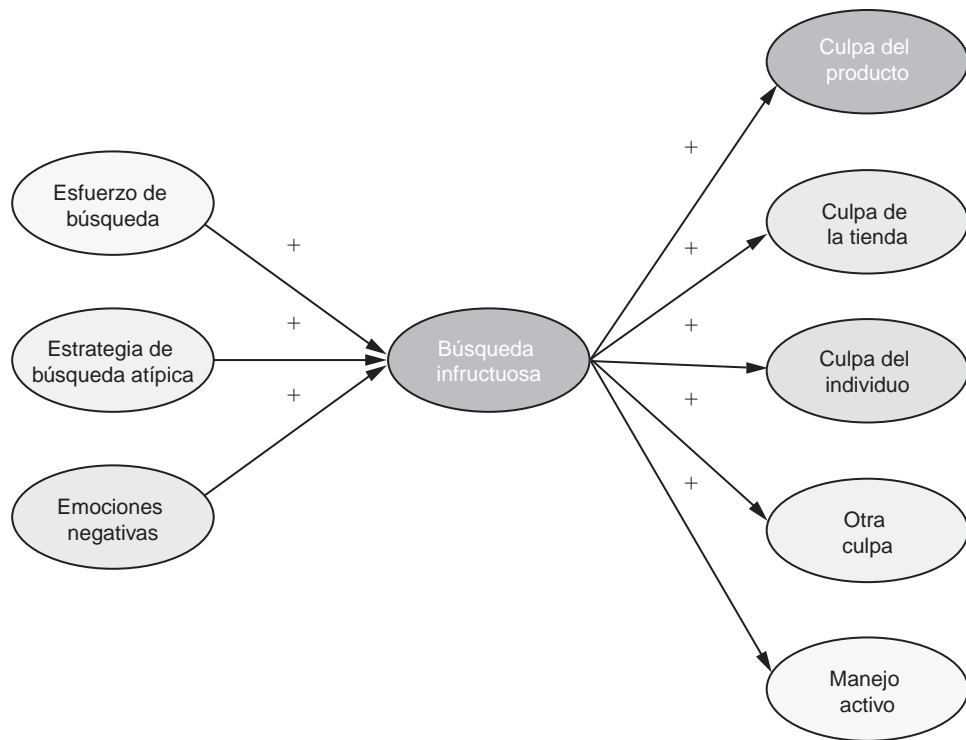 Culpa del
producto
+
Esfuerzo de
búsqueda
Culpa de
la tienda
+
+
Estrategia de
búsqueda atípica
+
Búsqueda
infructuosa
+
Culpa del
individuo
+
+
Emociones
negativas
+
Otra
culpa
Manejo
activo